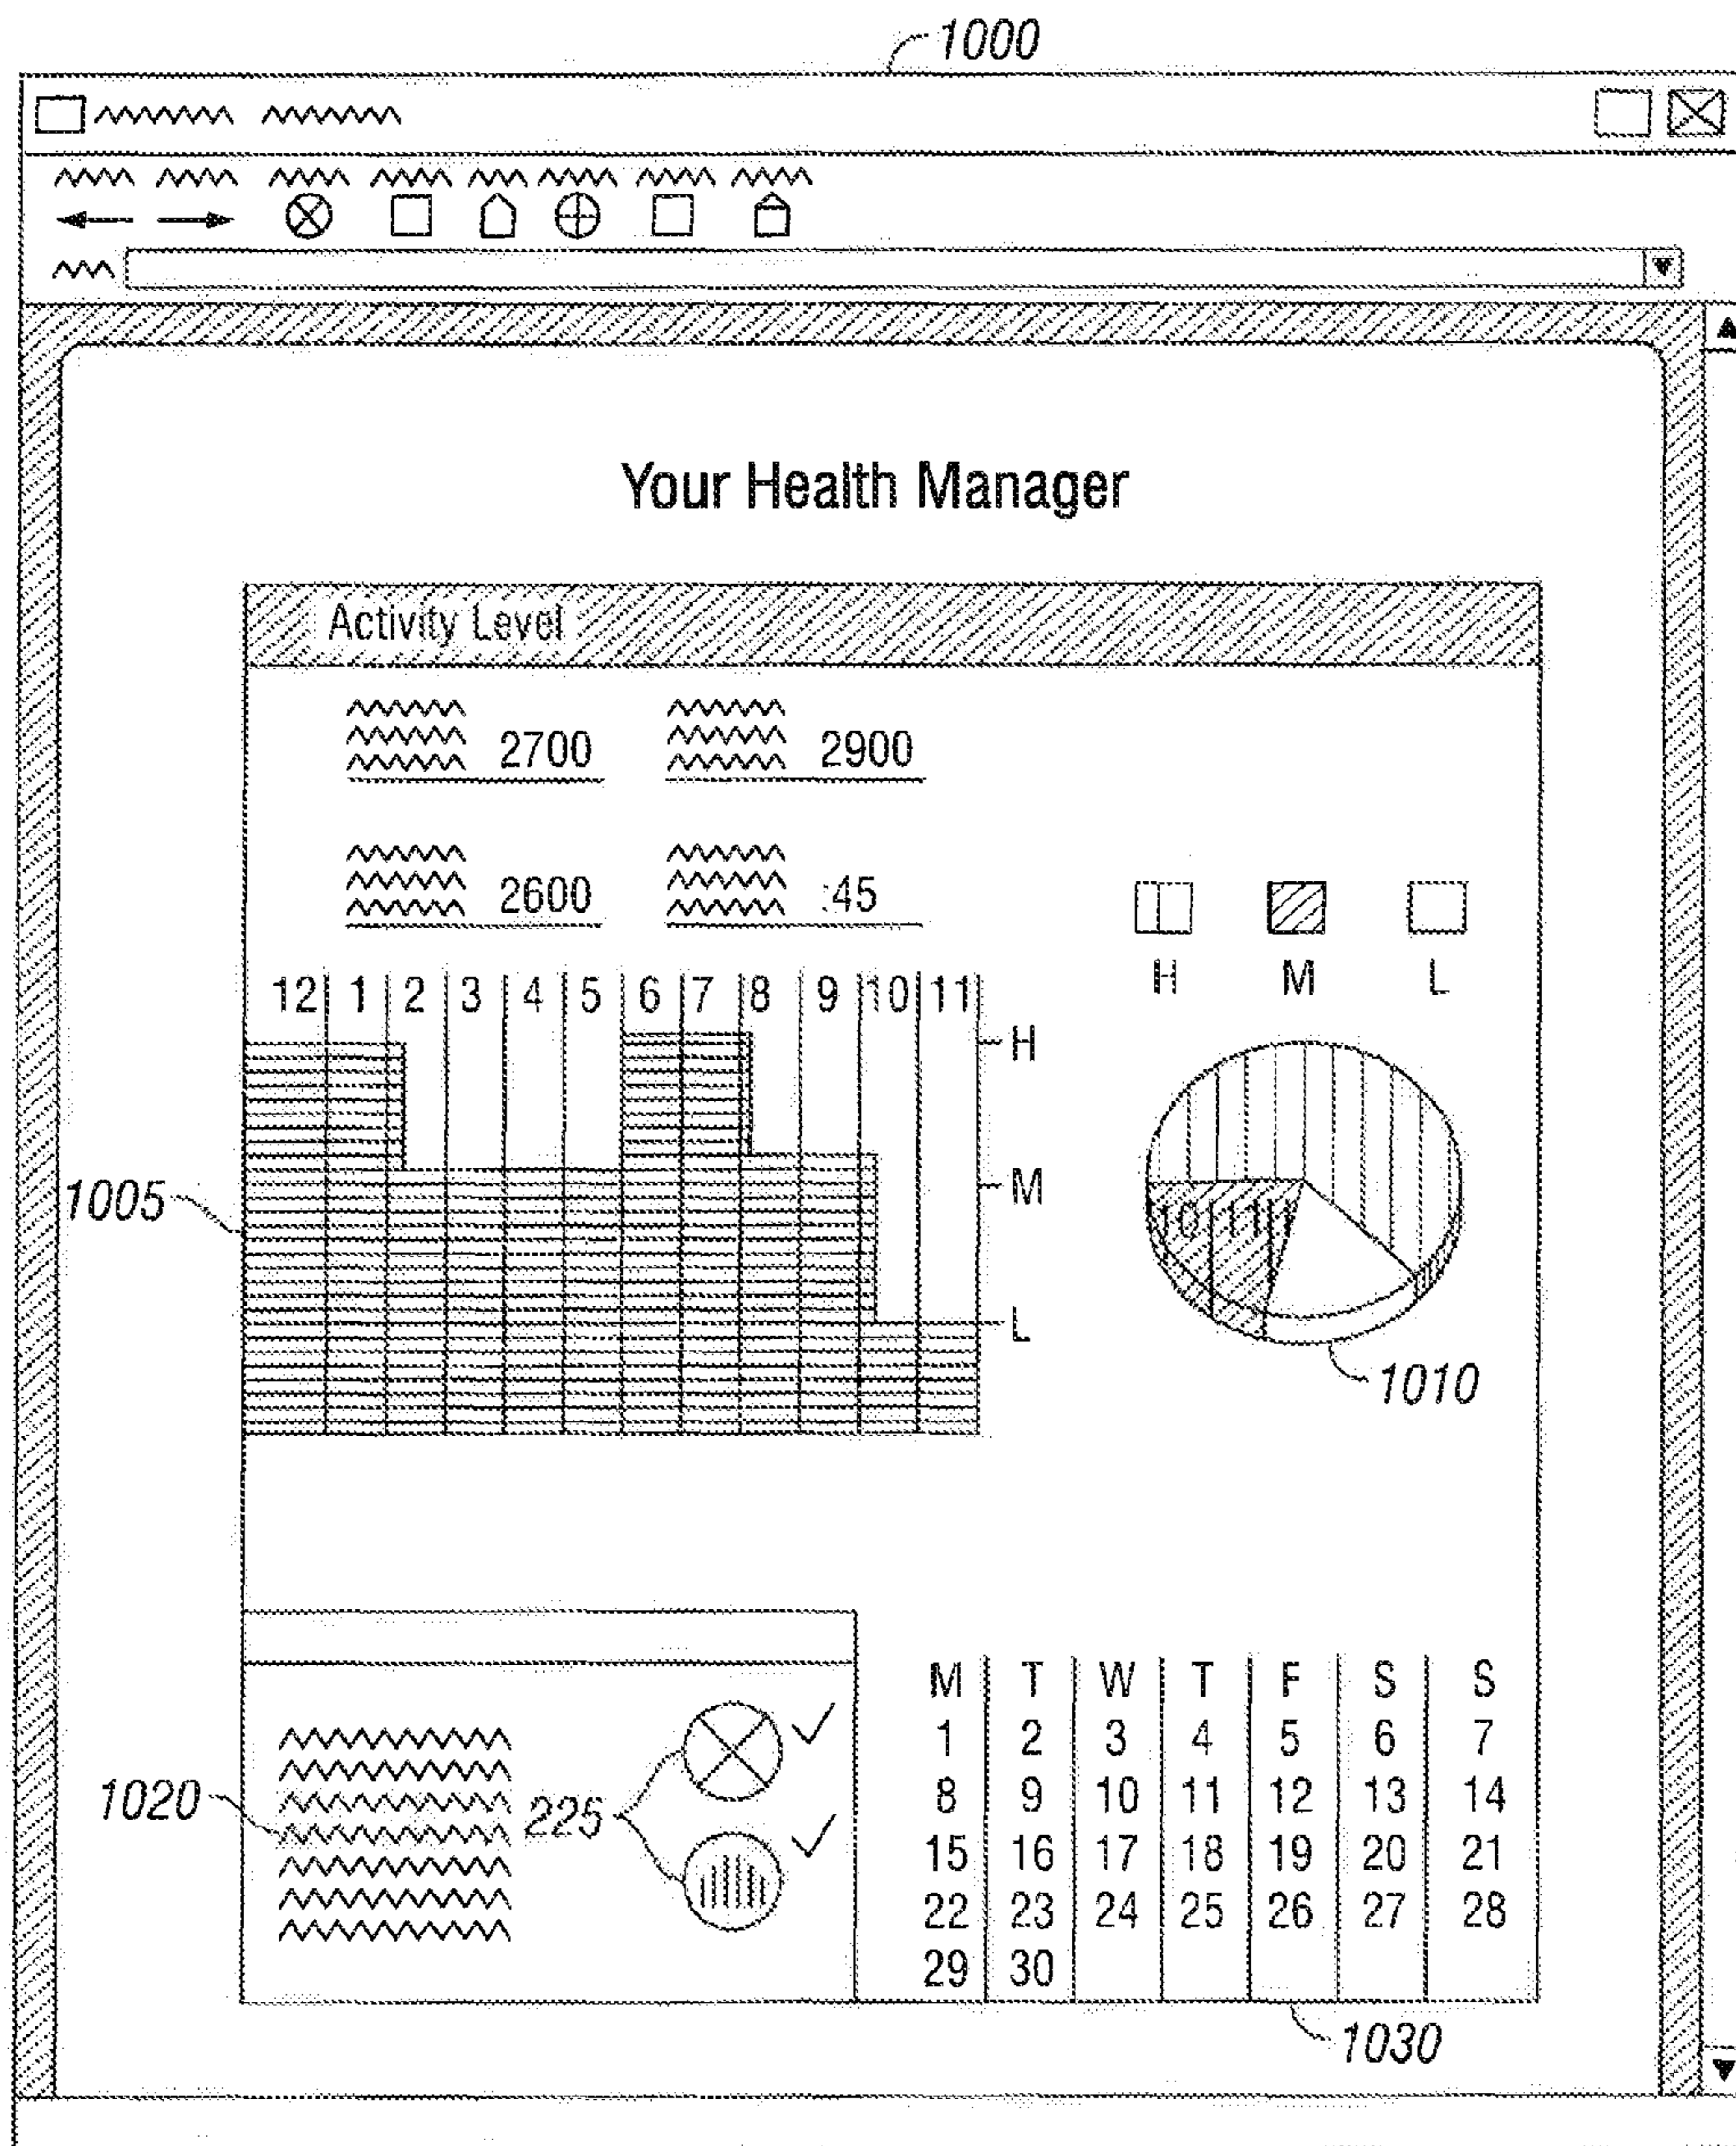 1000
Your Health Manager
Activity Level
2700 2900
2600 :45
H M L
12 1 2 3 4 5 6 7 8 9 10 11
H
M
L
1005
10 11
1010
M T W T F S S
1 2 3 4 5 6 7
8 9 10 11 12 13 14
15 16 17 18 19 20 21
22 23 24 25 26 27 28
29 30
1020
225
1030